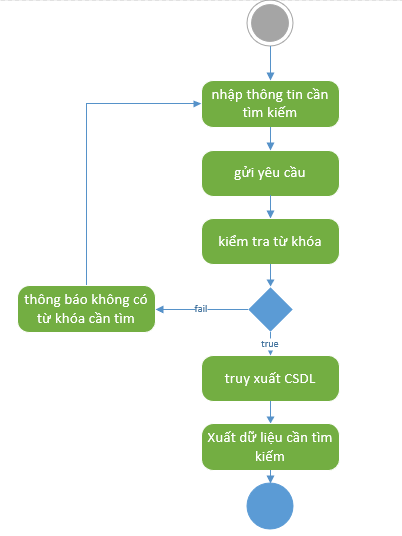 nhập thông tin cần
tìm kiếm
gửi yêu cầu
kiểm tra từ khóa
thông báo không có
từ khóa cần tìm
fail
true
truy xuất CSDL
Xuất dữ liệu cần tìm
kiếm